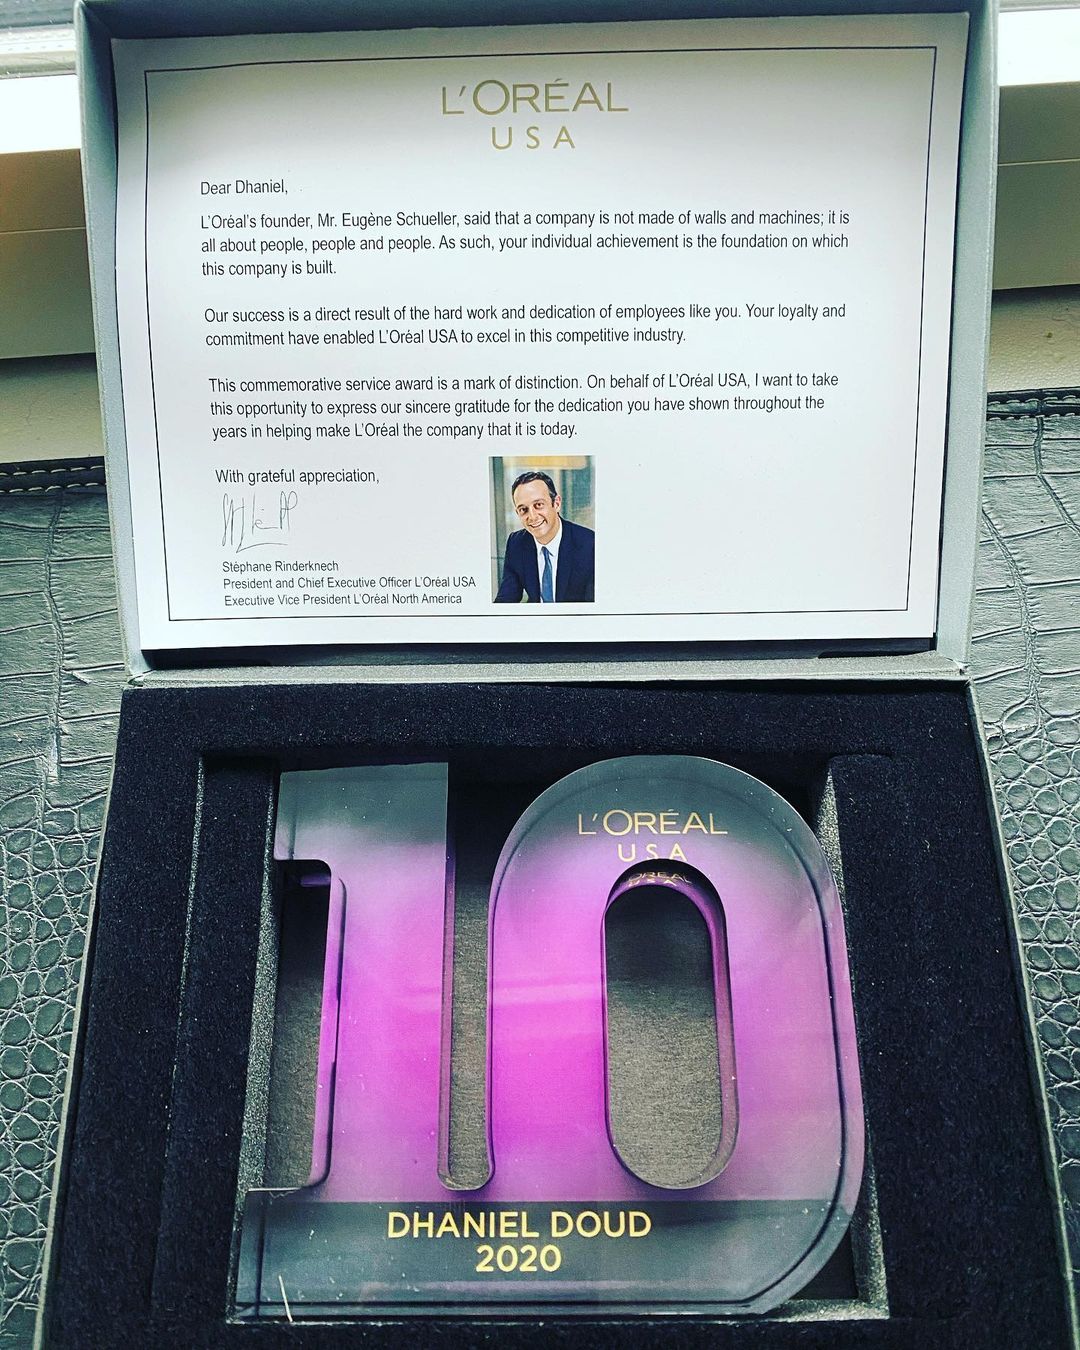 L'ORÉAL
USA
Dear Dhaniel,
L'Oréal's founder, Mr. Eugène Schueller, said that a company is not made of walls and machines; it is
all about people, people and people. As such, your individual achievement is the foundation on which
this company is built.
Our success is a direct result of the hard work and dedication of employees like you. Your loyalty and
commitment have enabled L'Oréal USA to excel in this competitive industry.
This commemorative service award is a mark of distinction. On behalf of L'Oréal USA, I want to take
this opportunity to express our sincere gratitude for the dedication you have shown throughout the
years in helping make L'Oréal the company that it is today.
With grateful appreciation,
Stéphane Rinderknech
President and Chief Executive Officer L'Oréal USA
Executive Vice President L'Oréal North America
10
L'ORÉAL
USA
DHANIEL DOUD
2020